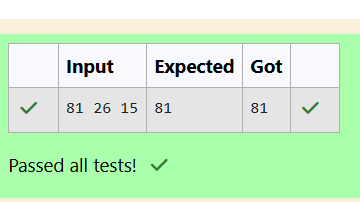 Input Expected Got
81 26 15 81 81
Passed all tests!